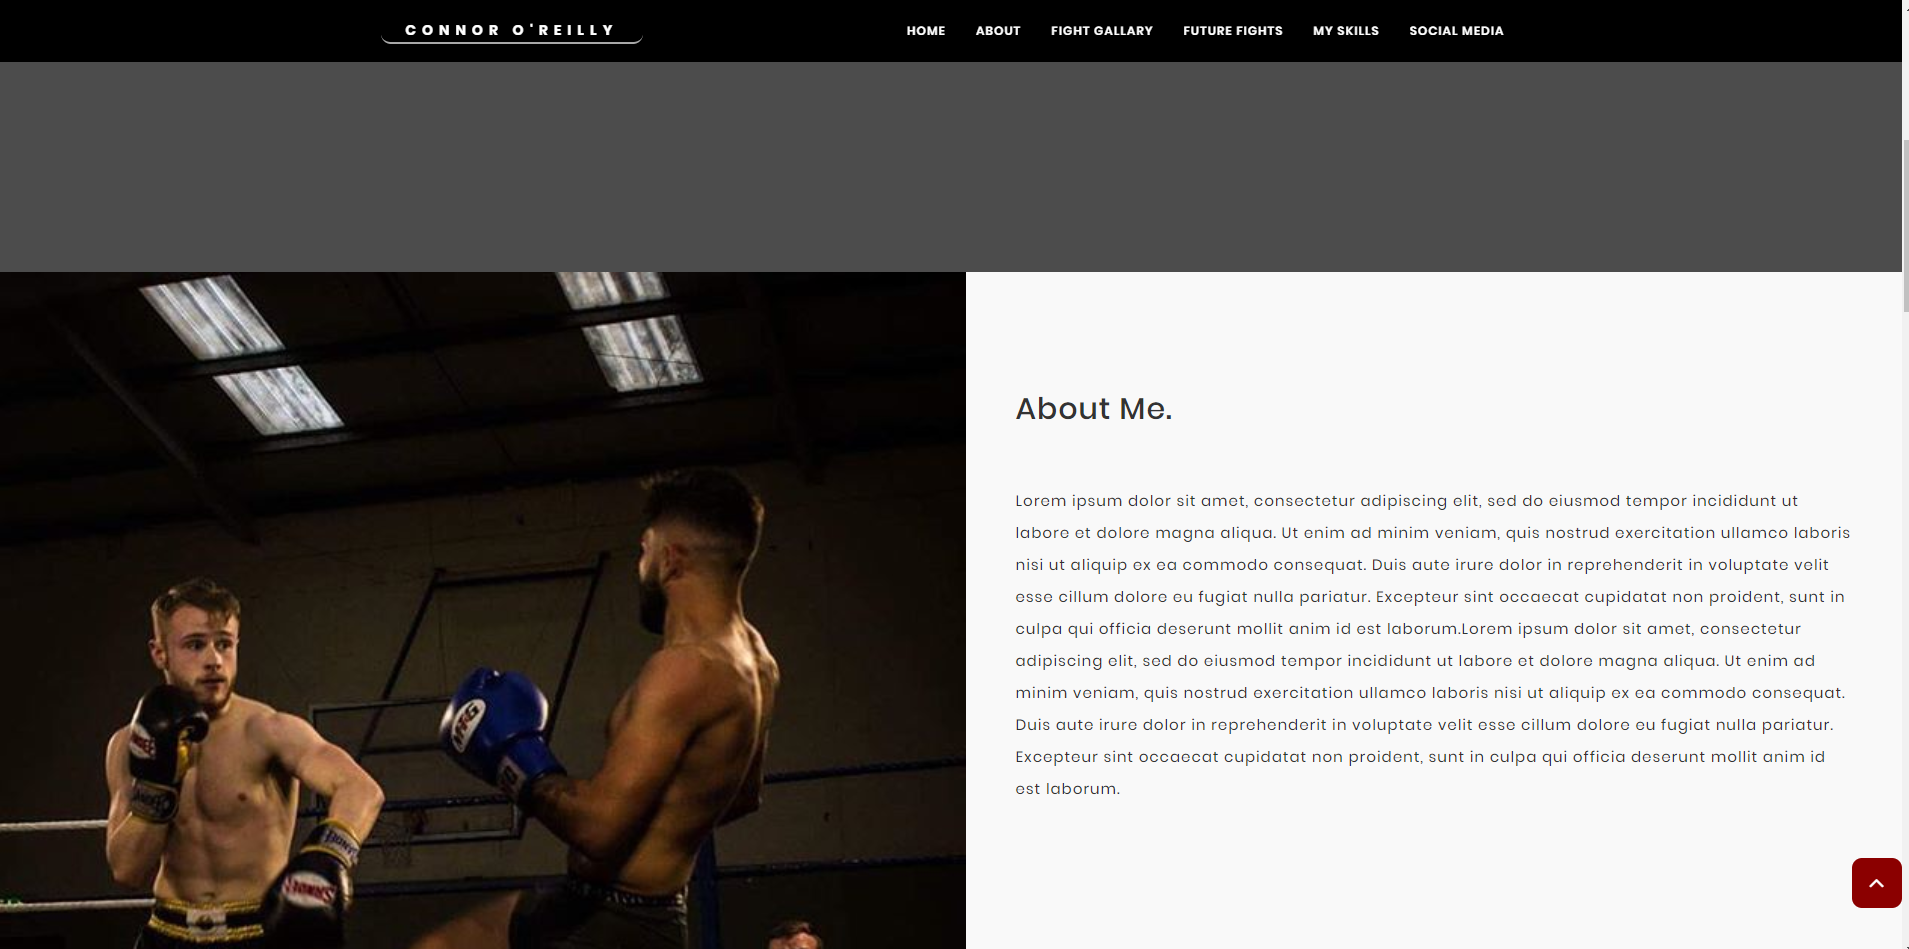 CONNOR O'REILLY
HOME ABOUT FIGHT GALLARY FUTURE FIGHTS MY SKILLS SOCIAL MEDIA
About Me.
Lorem ipsum dolor sit amet, consectetur adipiscing elit, sed do eiusmod tempor incididunt ut
labore et dolore magna aliqua. Ut enim ad minim veniam, quis nostrud exercitation ullamco laboris
nisi ut aliquip ex ea commodo consequat. Duis aute irure dolor in reprehenderit in voluptate velit
esse cillum dolore eu fugiat nulla pariatur. Excepteur sint occaecat cupidatat non proident, sunt in
culpa qui officia deserunt mollit anim id est laborum.Lorem ipsum dolor sit amet, consectetur
adipiscing elit, sed do eiusmod tempor incididunt ut labore et dolore magna aliqua. Ut enim ad
minim veniam, quis nostrud exercitation ullamco laboris nisi ut aliquip ex ea commodo consequat.
Duis aute irure dolor in reprehenderit in voluptate velit esse cillum dolore eu fugiat nulla pariatur.
Excepteur sint occaecat cupidatat non proident, sunt in culpa qui officia deserunt mollit anim id
est laborum.